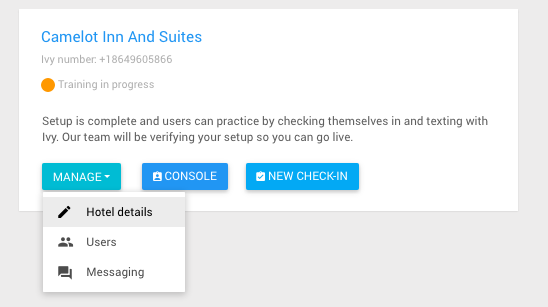 Camelot Inn And Suites
Ivy number: +18649605866
Training in progress
Setup is complete and users can practice by checking themselves in and texting with
Ivy. Our team will be verifying your setup so you can go live.
MANAGE
CONSOLE
NEW CHECK-IN
Hotel details
Users
Messaging